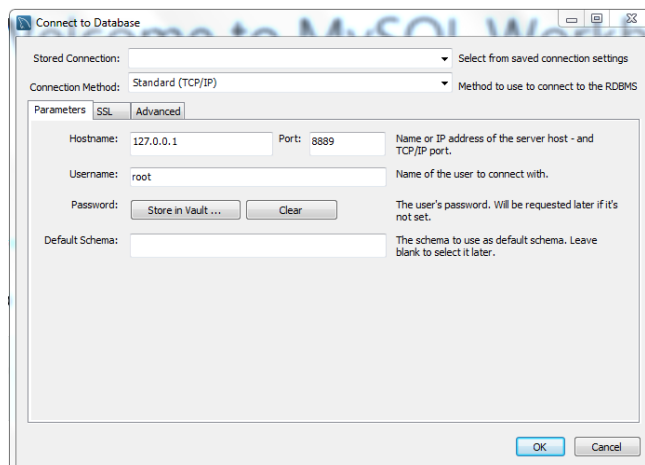 Connect to Database
Welcome to MySQL Workb
Stored Connection: Select from saved connection settings
Connection Method: Standard (TCP/IP) Method to use to connect to the RDBMS
Parameters SSL Advanced
Hostname: 127.0.0.1 Port: 8889 Name or IP address of the server host - and
TCP/IP port.
Username: root Name of the user to connect with.
Password: Store in Vault ... Clear The user's password. Will be requested later if it's
not set.
Default Schema: The schema to use as default schema. Leave
blank to select it later.
OK Cancel